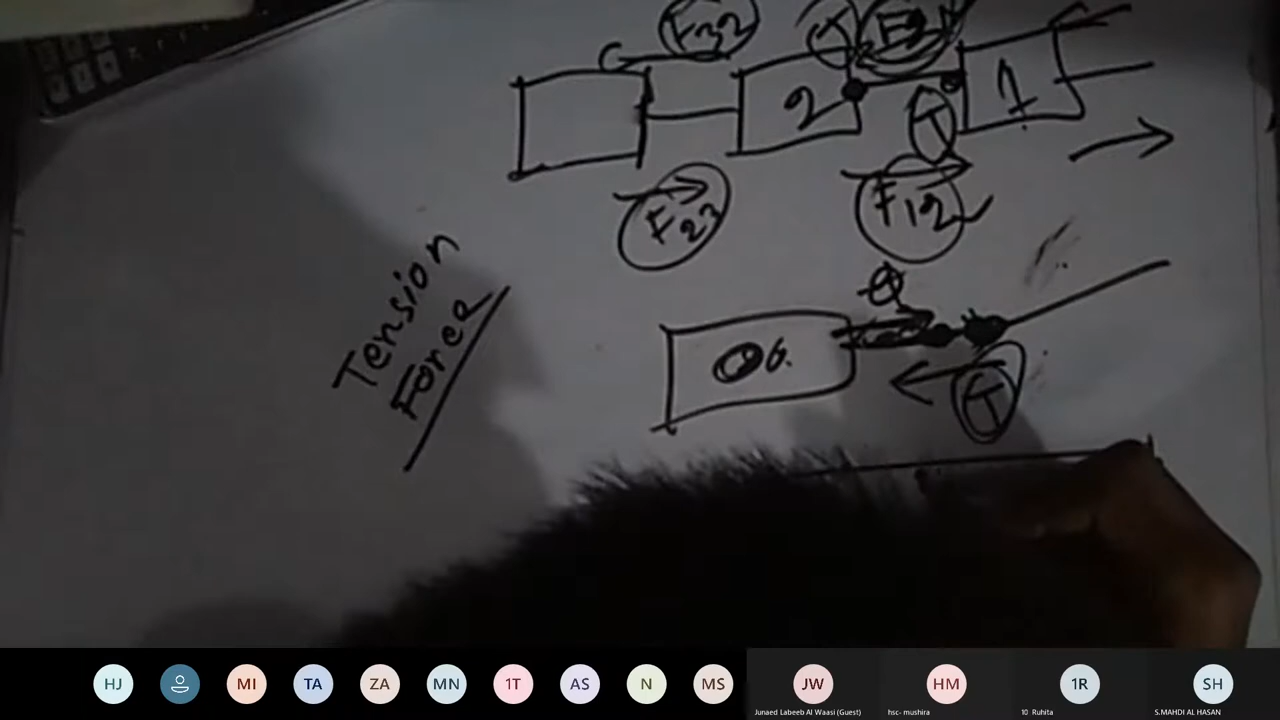 F32
2
T
1
T
F23
F12
Tension
Force
T
HJ
MI
TA
ZA
MN
1T
AS
N
MS
JW
HM
1R
SH
Junaed Labeeb Al Waasi (Guest)
hsc- mushira
10 Ruhita
S.MAHDI AL HASAN